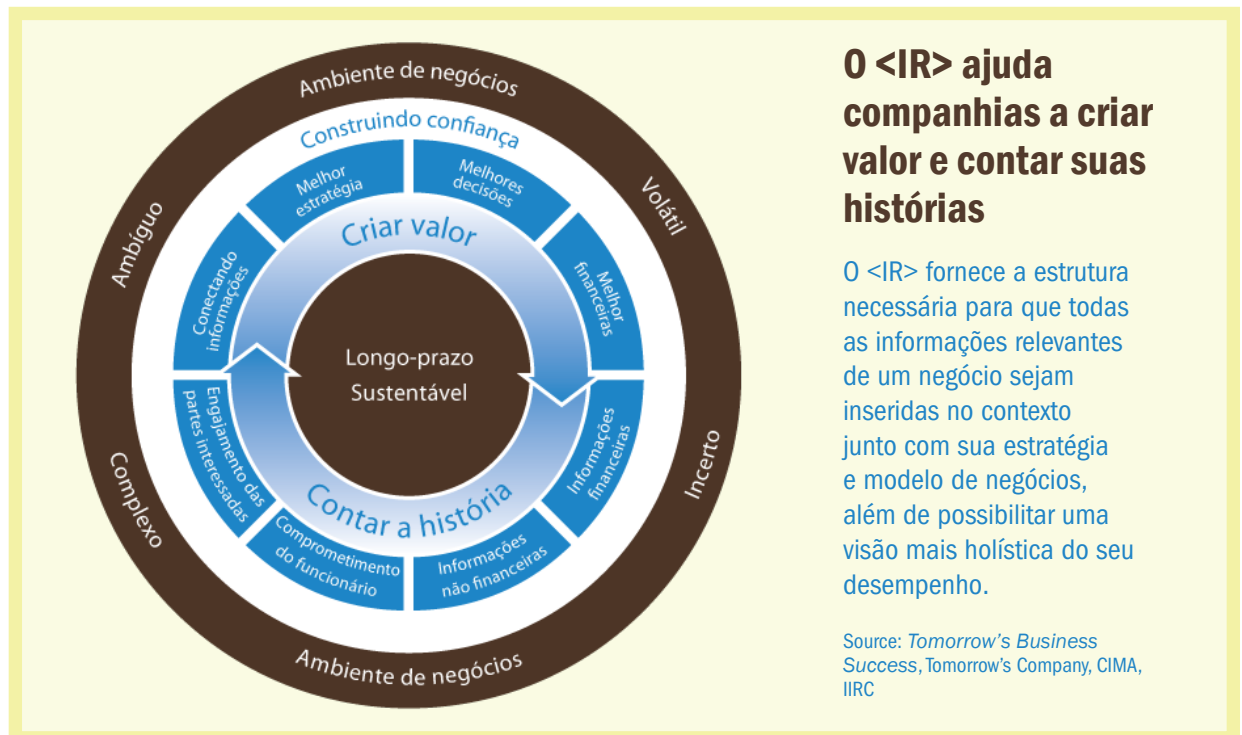 Ambiente de negócios
Construindo confiança
Ambíguo
Volátil
Complexo
Incerto
Melhor
estratégia
Melhores
decisões
Conectando
informações
Melhor
financeiras
Criar valor
Longo-prazo
Sustentável
Contar a história
Engajamento das
partes interessadas
Informações
financeiras
Comprometimento
do funcionário
Informações
não financeiras
Ambiente de negócios
O <IR> ajuda
companhias a criar
valor e contar suas
histórias
O <IR> fornece a estrutura
necessária para que todas
as informações relevantes
de um negócio sejam
inseridas no contexto
junto com sua estratégia
e modelo de negócios,
além de possibilitar uma
visão mais holística do seu
desempenho.
Source: Tomorrow's Business
Success, Tomorrow's Company, CIMA,
IIRC